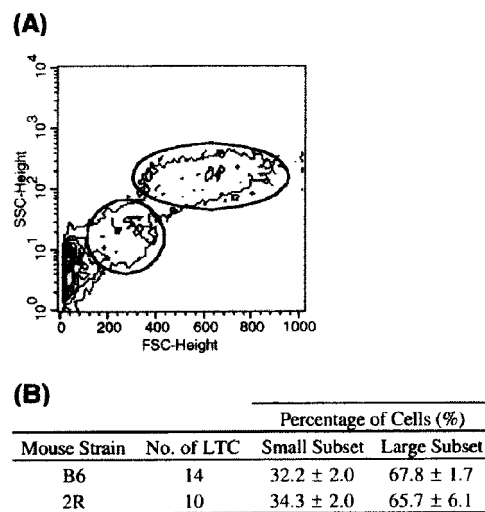 (A)
10^4
10^3
10^2
10^1
10^0
SSC-Height
0 200 400 600 800 1000
FSC-Height
(B)
Percentage of Cells (%)
Mouse Strain No. of LTC Small Subset Large Subset
B6 14 32.2 ± 2.0 67.8 ± 1.7
2R 10 34.3 ± 2.0 65.7 ± 6.1